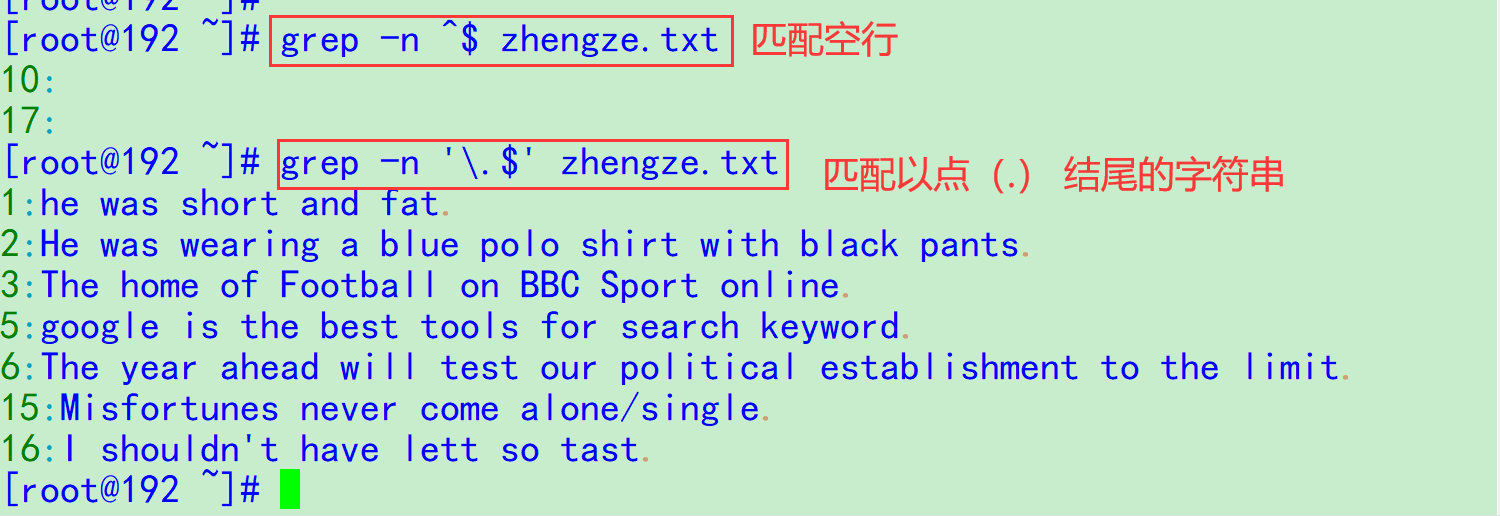 [root@192 ~]#
[root@192 ~]# grep -n ^$ zhengze.txt 匹配空行
10:
17:
[root@192 ~]# grep -n '\.$' zhengze.txt 匹配以点（.） 结尾的字符串
1:he was short and fat.
2:He was wearing a blue polo shirt with black pants.
3:The home of Football on BBC Sport online.
5:google is the best tools for search keyword.
6:The year ahead will test our political establishment to the limit.
15:Misfortunes never come alone/single.
16:I shouldn't have lett so tast.
[root@192 ~]#